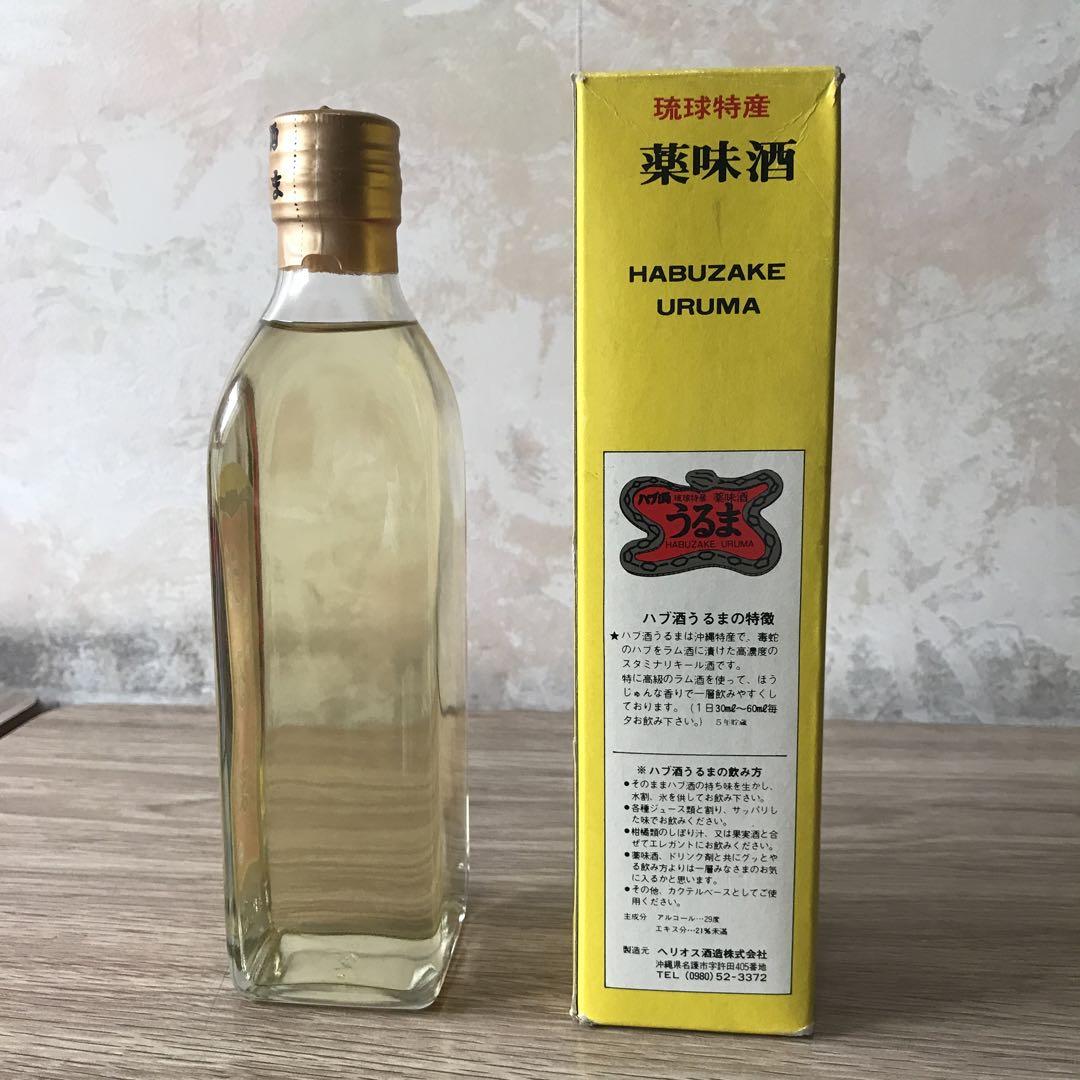 ま
琉球特産
薬味酒
HABUZAKE
URUMA
ハブ酒 琉球特産 薬味酒
うるま
HABUZAKE URUMA
ハブ酒うるまの特徴
★ハブ酒うるまは沖縄特産で、毒蛇
のハブをラム酒に漬けた高濃度の
スタミナリキール酒です。
特に高級のラム酒を使って、ほう
じゅんな香りで一層飲みやすくし
ております。(1日30mℓ〜60mℓ毎
夕お飲み下さい。) 5年貯蔵
※ハブ酒うるまの飲み方
●そのままハブ酒の持ち味を生かし、
水割、氷を供してお飲み下さい。
●各種ジュース類と割り、サッパリし
た味でお飲みください。
●柑橘類のしぼり汁、又は果実酒と合
ぜてエレガントにお飲みください。
●薬味酒、ドリンク剤と共にグッとや
る飲み方よりは一層みなさまのお気
に入るかと思います。
●その他、カクテルベースとしてご使
用ください。
主成分 アルコール…29度
エキス分…21%未満
製造元 ヘリオス酒造株式会社
沖縄県名護市字許田405番地
TEL (0980) 52-3372